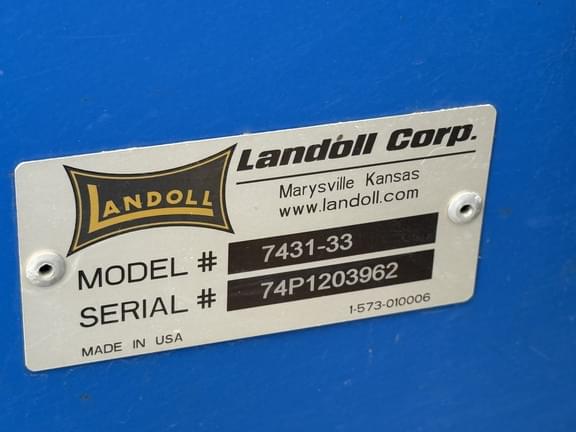 LANDOLL
Landoll Corp.
Marysville Kansas
www.landoll.com
MODEL # 7431-33
SERIAL # 74P1203962
1-573-010006
MADE IN USA